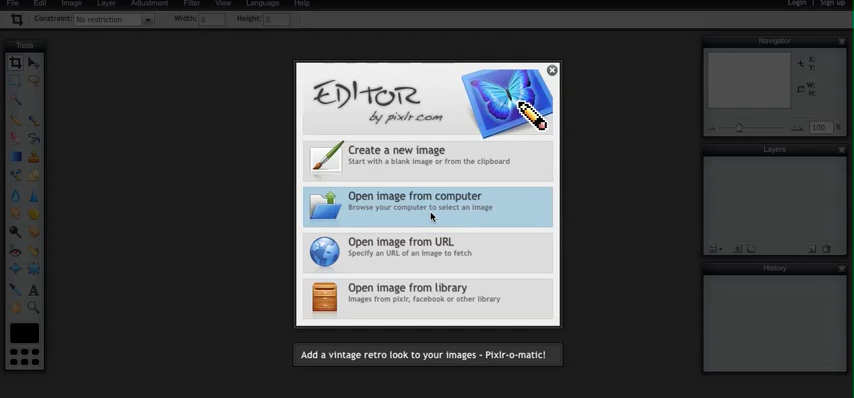 File Edit Image Layer Adjustment Filter View Language Help Login | Sign up
Constraint: No restriction Width: 0 Height: 0
Tools
A
Navigator
X:
Y:
W:
H:
100 %
Layers
History
EDITOR
by pixlr.com
Create a new image
Start with a blank image or from the clipboard
Open image from computer
Browse your computer to select an image
Open image from URL
Specify an URL of an image to fetch
Open image from library
Images from pixlr, facebook or other library
Add a vintage retro look to your images - Pixlr-o-matic!